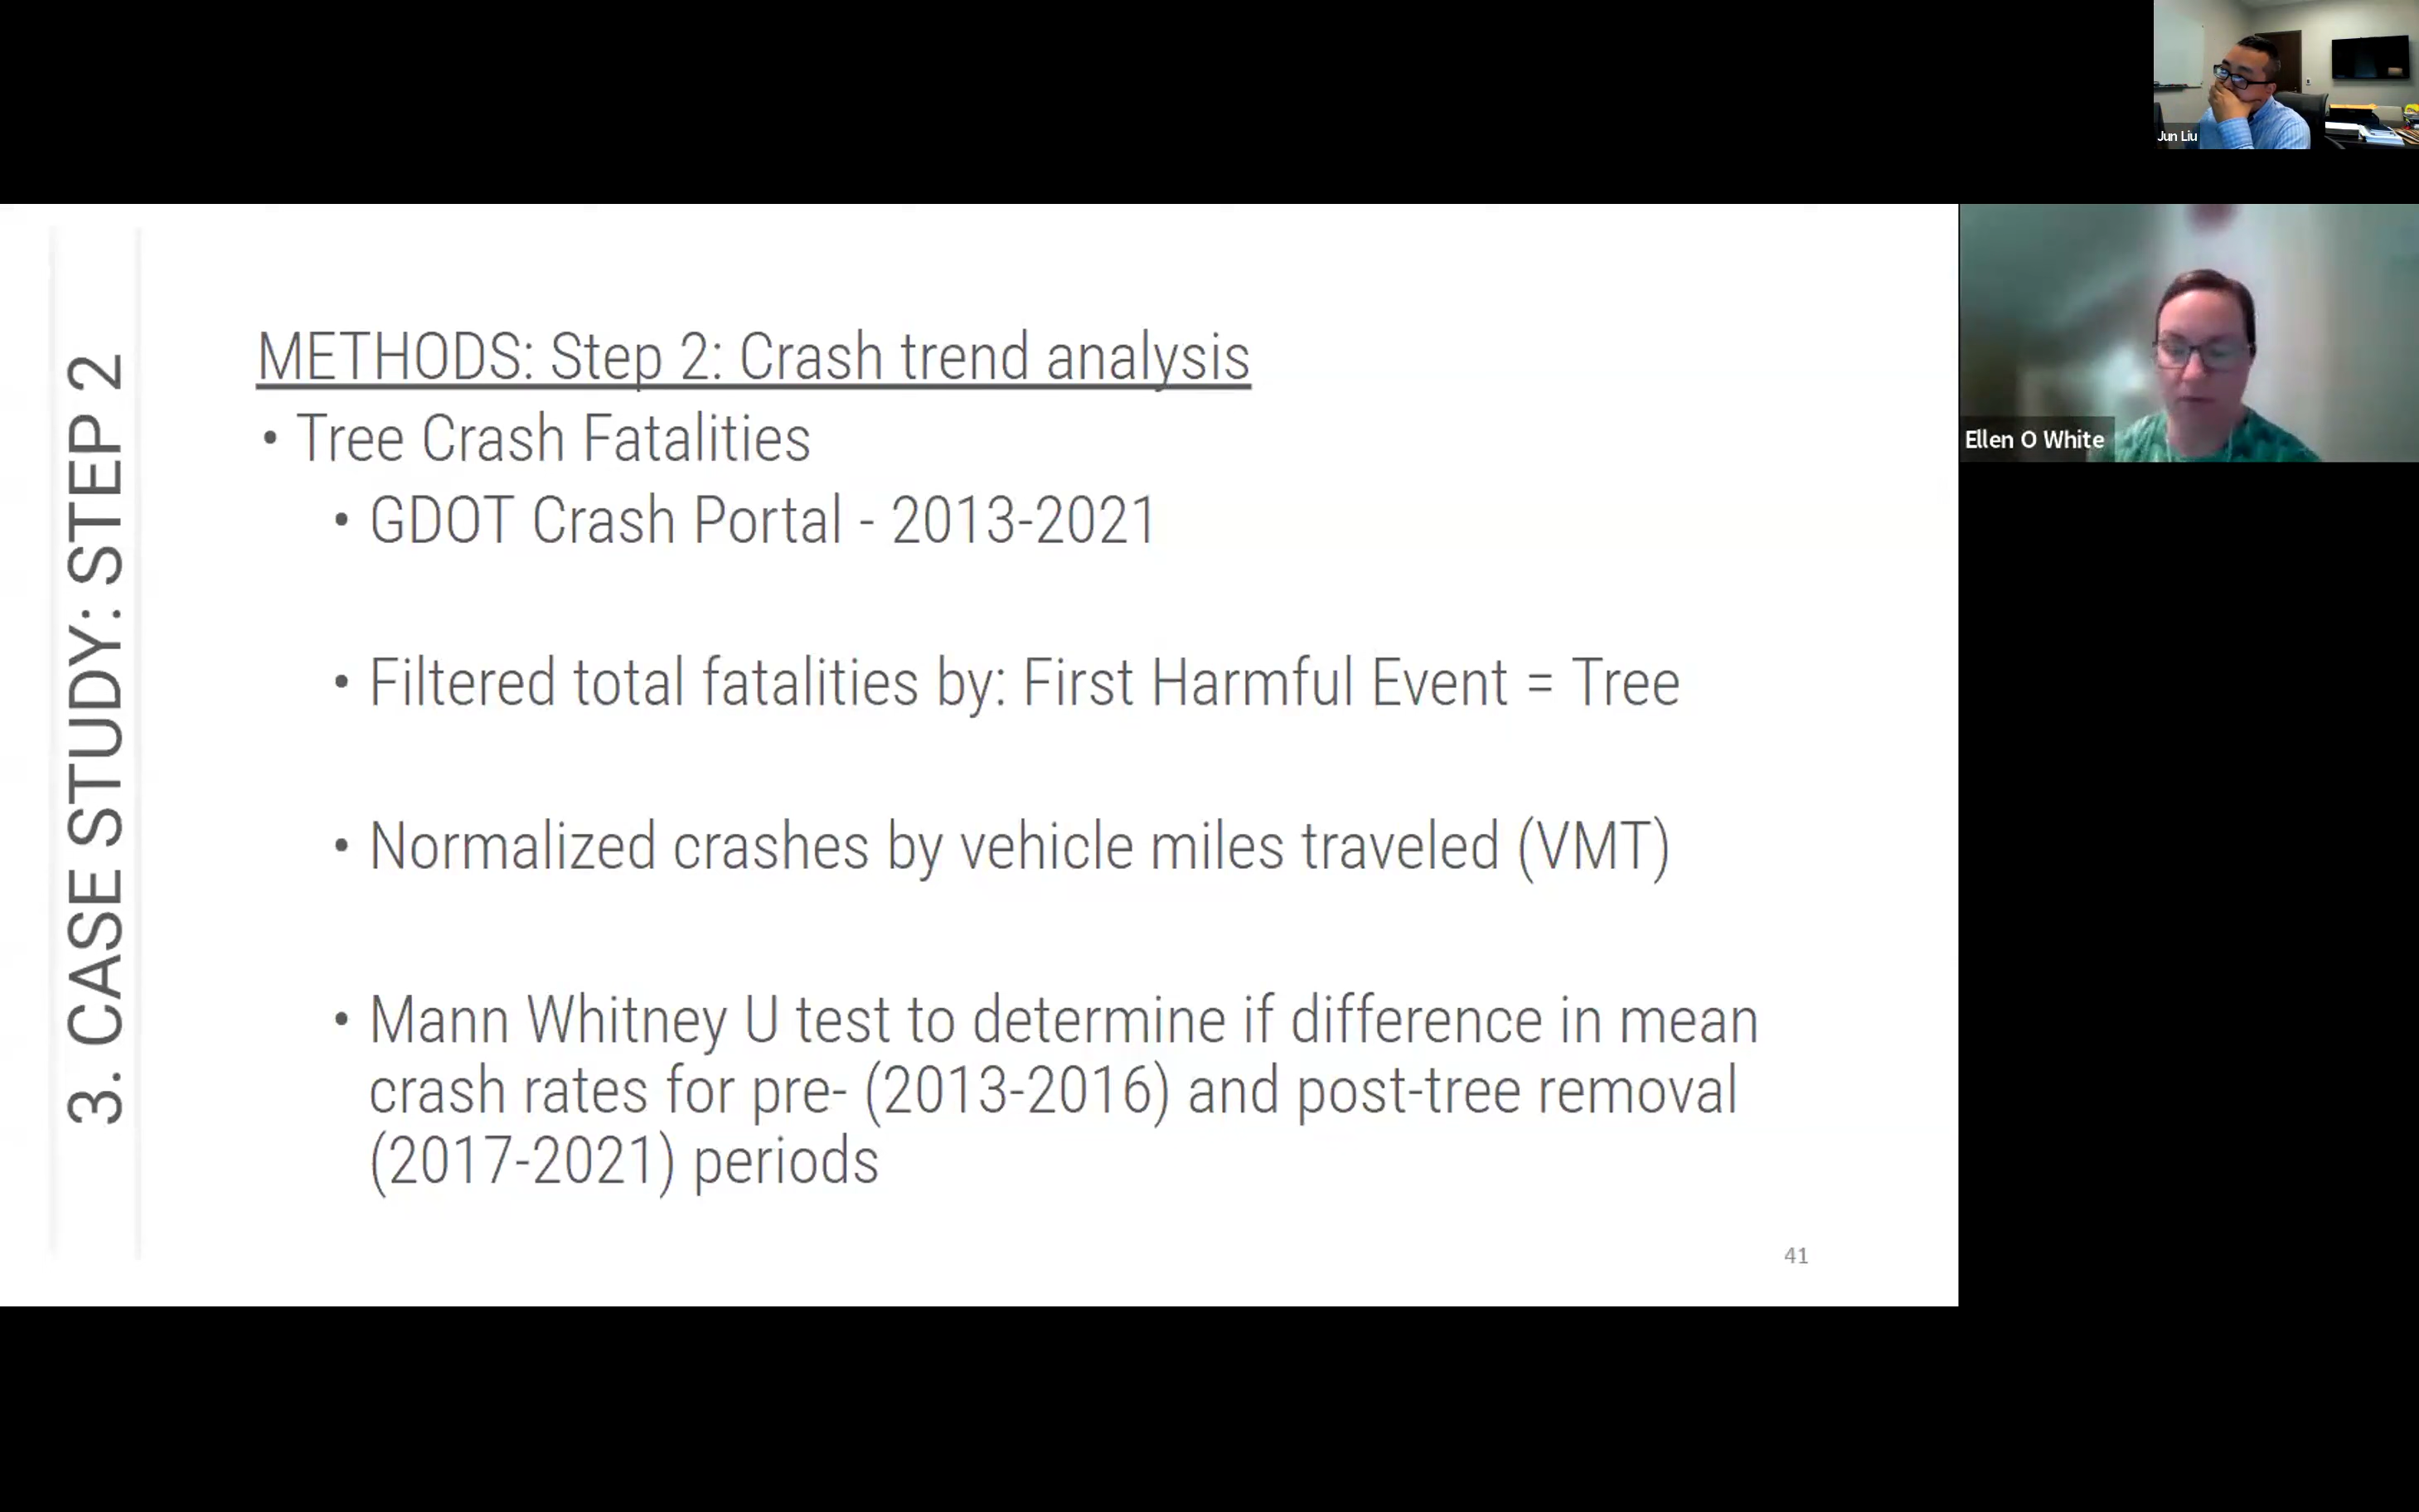 Jun Liu
Ellen O White
3. CASE STUDY: STEP 2
METHODS: Step 2: Crash trend analysis
• Tree Crash Fatalities
• GDOT Crash Portal - 2013-2021
• Filtered total fatalities by: First Harmful Event = Tree
• Normalized crashes by vehicle miles traveled (VMT)
• Mann Whitney U test to determine if difference in mean
crash rates for pre- (2013-2016) and post-tree removal
(2017-2021) periods
41